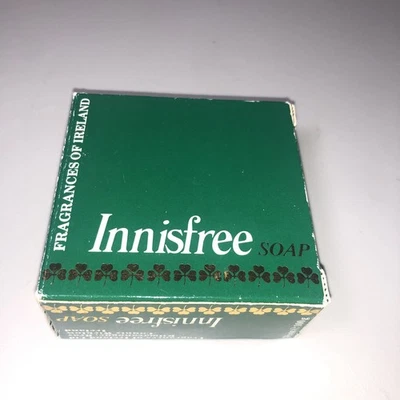 FRAGRANCES OF IRELAND
Innisfree SOAP
Innisfree SOAP